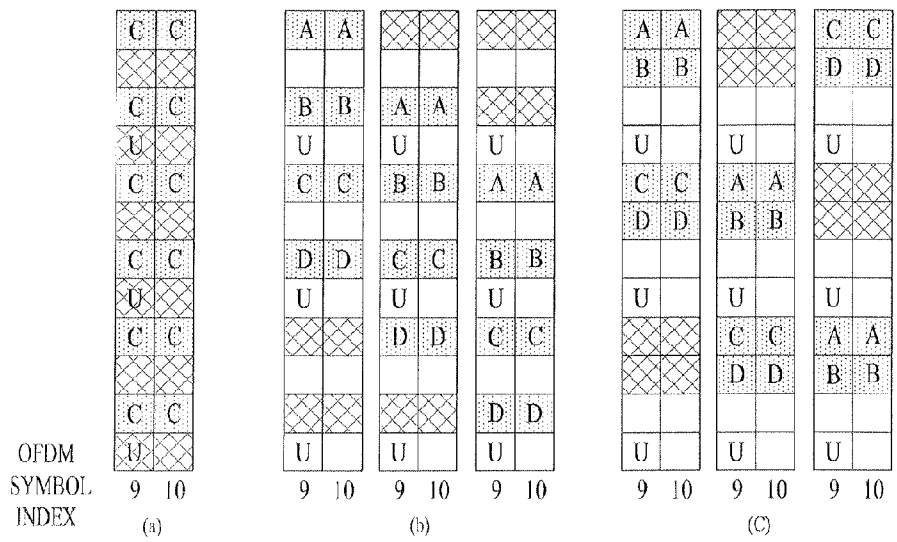 C C A A A A C C
B B D D
C C B B A A
U U U U U U U
C C C C B B A A C C A A
D D B B
C C D D C C B B
U U U U U U U
C C D D C C C C A A
D D B B
C C D D
U U U U U U U
OFDM
SYMBOL
INDEX
9 10 9 10 9 10 9 10 9 10 9 10 9 10
(a) (b) (C)